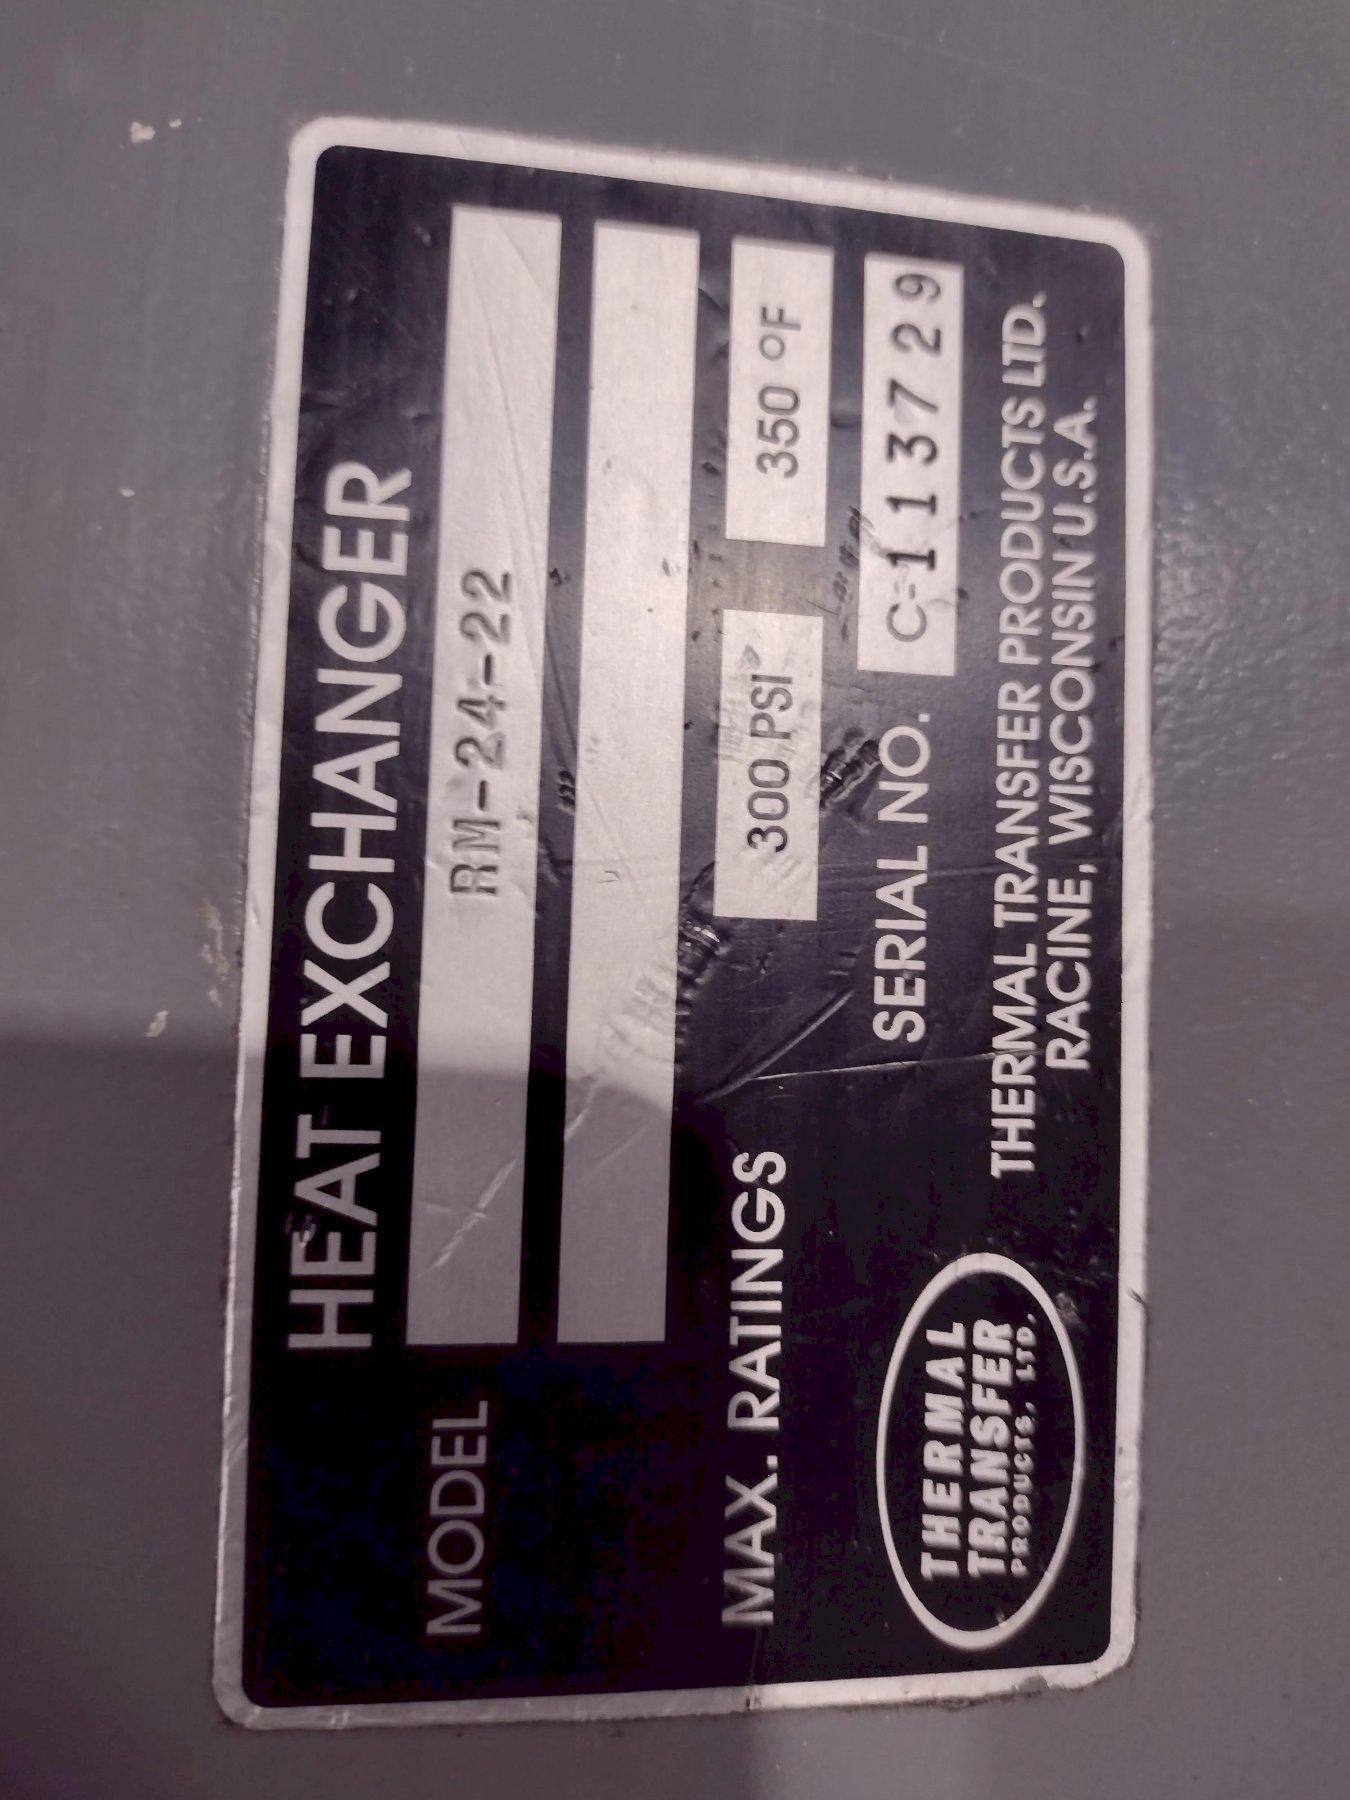 HEAT EXCHANGER
MODEL RM-24-22
MAX. RATINGS 300 PSI 350 °F
SERIAL NO. C-113729
THERMAL TRANSFER PRODUCTS LTD.
RACINE, WISCONSIN U.S.A.
THERMAL
TRANSFER
PRODUCTS, LTD.